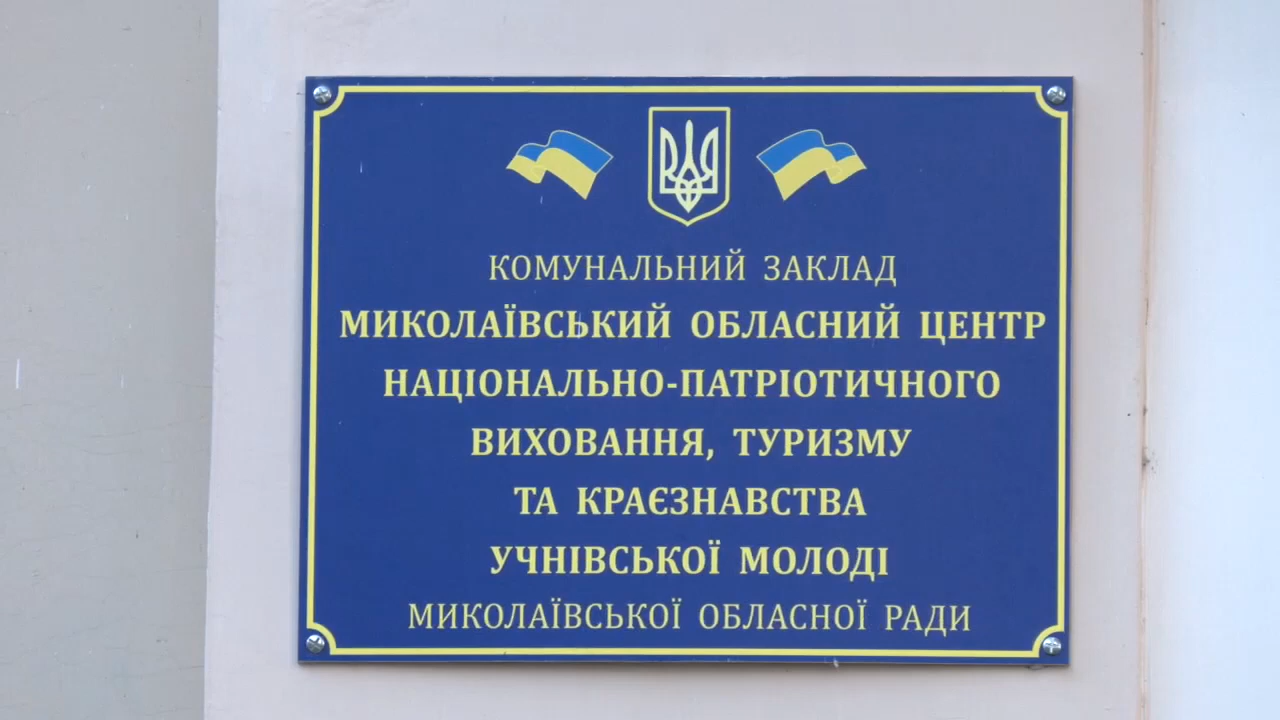 КОМУНАЛЬНИЙ ЗАКЛАД
МИКОЛАЇВСЬКИЙ ОБЛАСНИЙ ЦЕНТР
НАЦІОНАЛЬНО-ПАТРІОТИЧНОГО
ВИХОВАННЯ, ТУРИЗМУ
ТА КРАЄЗНАВСТВА
УЧНІВСЬКОЇ МОЛОДІ
МИКОЛАЇВСЬКОЇ ОБЛАСНОЇ РАДИ